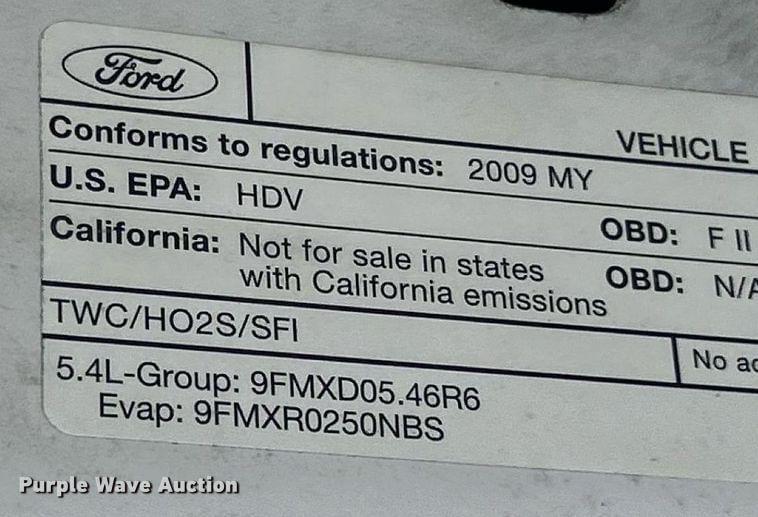 Ford
VEHICLE
Conforms to regulations: 2009 MY
U.S. EPA: HDV OBD: F II
California: Not for sale in states OBD: N/A
with California emissions
TWC/HO2S/SFI
No ad
5.4L-Group: 9FMXD05.46R6
Evap: 9FMXR0250NBS
Purple Wave Auction